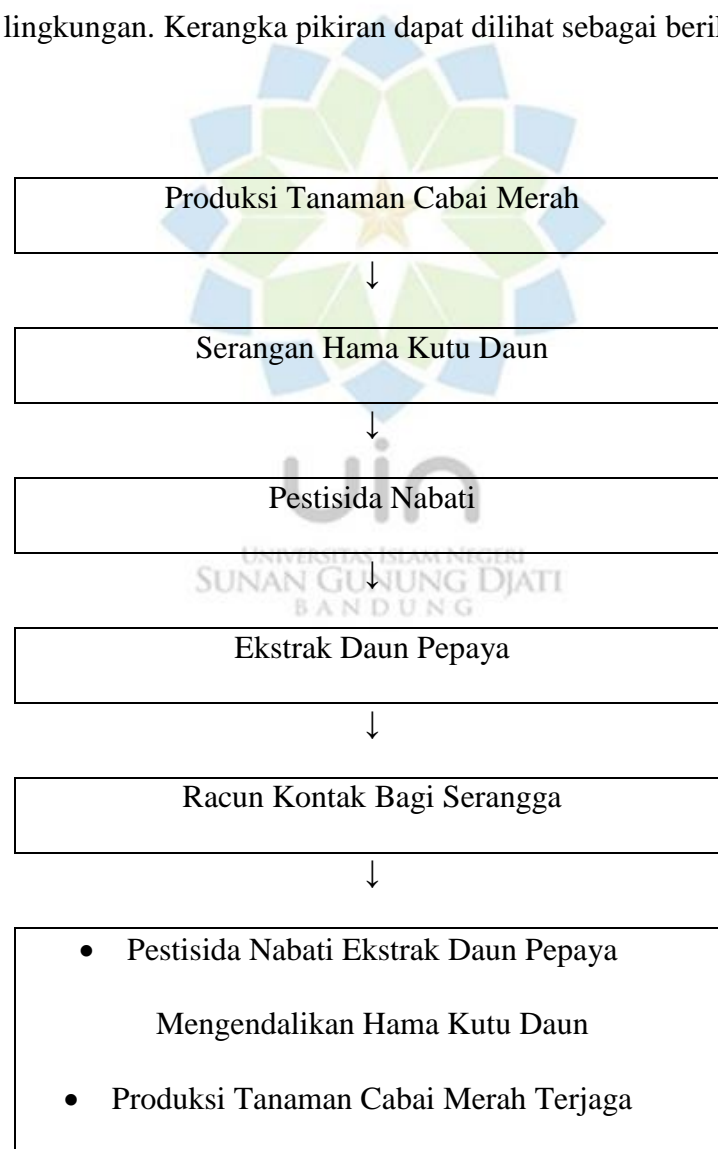 lingkungan. Kerangka pikiran dapat dilihat sebagai
Produksi Tanaman Cabai Merah
↓
Serangan Hama Kutu Daun
↓
uin
Pestisida Nabati
UNIVERSITAS ISLAM NEGERI
↓
SUNAN GUNUNG DJATI
BANDUNG
Ekstrak Daun Pepaya
↓
Racun Kontak Bagi Serangga
↓
• Pestisida Nabati Ekstrak Daun Pepaya
Mengendalikan Hama Kutu Daun
• Produksi Tanaman Cabai Merah Terjaga